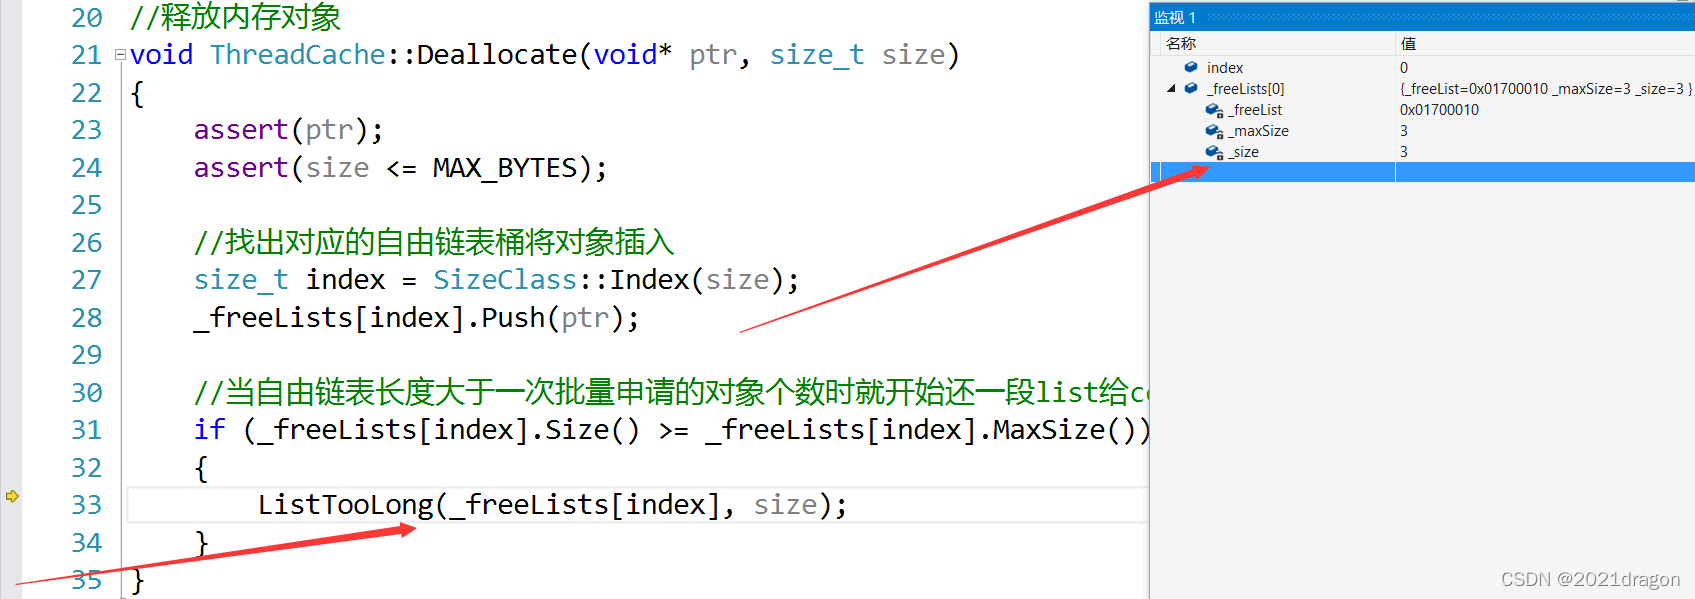 20 //释放内存对象
21 void ThreadCache::Deallocate(void* ptr, size_t size)
22 {
23 assert(ptr);
24 assert(size <= MAX_BYTES);
25
26 //找出对应的自由链表桶将对象插入
27 size_t index = SizeClass::Index(size);
28 _freeLists[index].Push(ptr);
29
30 //当自由链表长度大于一次批量申请的对象个数时就开始还一段list给c
31 if (_freeLists[index].Size() >= _freeLists[index].MaxSize())
32 {
33 ListTooLong(_freeLists[index], size);
34 }
35 }
监视 1
名称 值
index 0
_freeLists[0] {_freeList=0x01700010 _maxSize=3 _size=3 }
_freeList 0x01700010
_maxSize 3
_size 3
CSDN @2021dragon